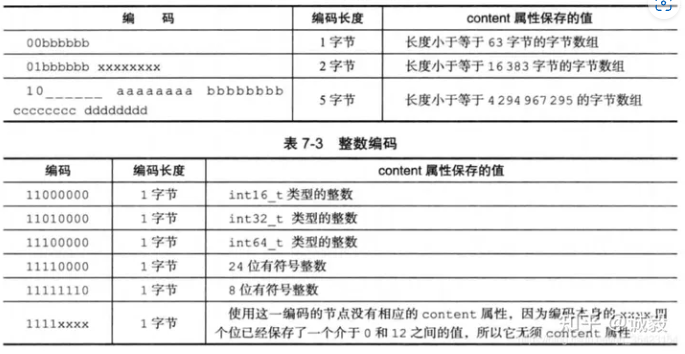 编 码 编码长度 content 属性保存的值
00bbbbbb 1 字节 长度小于等于 63 字节的字节数组
01bbbbbb xxxxxxxx 2 字节 长度小于等于 16 383 字节的字节数组
10______ aaaaaaaa bbbbbbbb 5 字节 长度小于等于 4 294 967 295 的字节数组
cccccccc dddddddd
表 7-3 整数编码
编码 编码长度 content 属性保存的值
11000000 1 字节 int16_t 类型的整数
11010000 1 字节 int32_t 类型的整数
11100000 1 字节 int64_t 类型的整数
11110000 1 字节 24 位有符号整数
11111110 1 字节 8 位有符号整数
1111xxxx 1 字节 使用这一编码的节点没有相应的 content 属性，因为编码本身的 xxxx 四
个位已经保存了一个介于 0 和 12 之间的值，所以它无须 content 属性
知乎 @诚毅